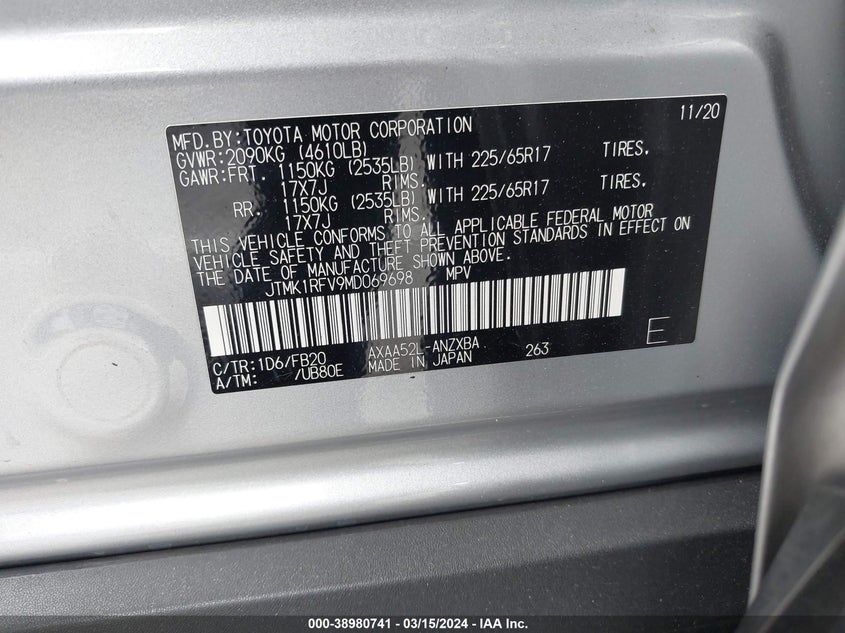 11/20
MFD.BY:TOYOTA MOTOR CORPORATION
GVWR:2090KG (4610LB)
GAWR:FRT. 1150KG (2535LB) WITH 225/65R17 TIRES.
17X7J RIMS.
RR. 1150KG (2535LB) WITH 225/65R17 TIRES.
17X7J RIMS.
THIS VEHICLE CONFORMS TO ALL APPLICABLE FEDERAL MOTOR
VEHICLE SAFETY AND THEFT PREVENTION STANDARDS IN EFFECT ON
THE DATE OF MANUFACTURE SHOWN ABOVE.
JTMK1RFV9MD069698 MPV
C/TR:1D6/FB20 AXAA52L-ANZXBA 263 E
A/TM: /UB80E MADE IN JAPAN
000-38980741 - 03/15/2024 - IAA Inc.